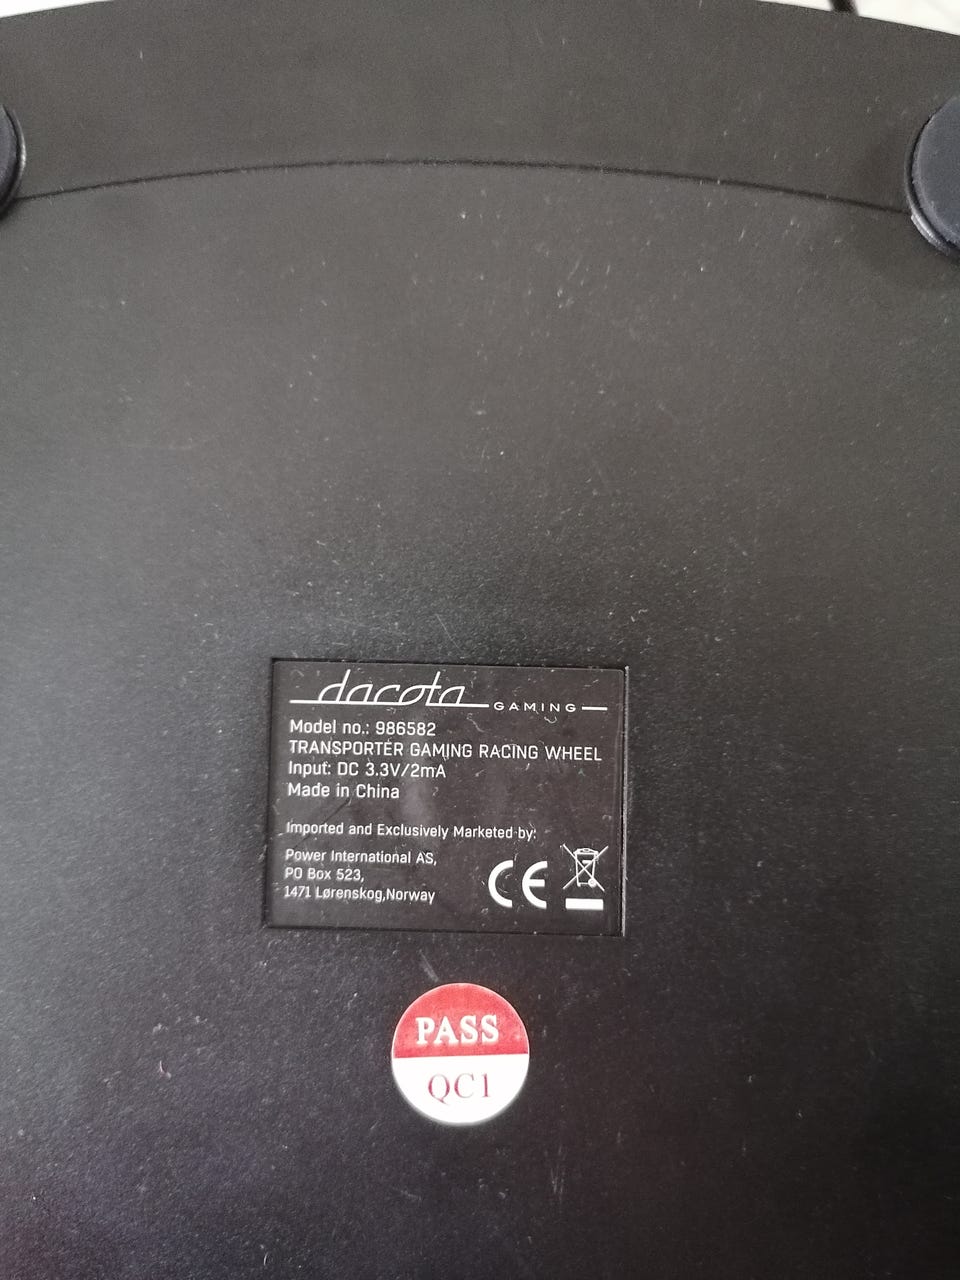 dacota GAMING
Model no.: 986582
TRANSPORTER GAMING RACING WHEEL
Input: DC 3.3V/2mA
Made in China
Imported and Exclusively Marketed by:
Power International AS,
PO Box 523,
1471 Lørenskog,Norway
CE
PASS
QC1